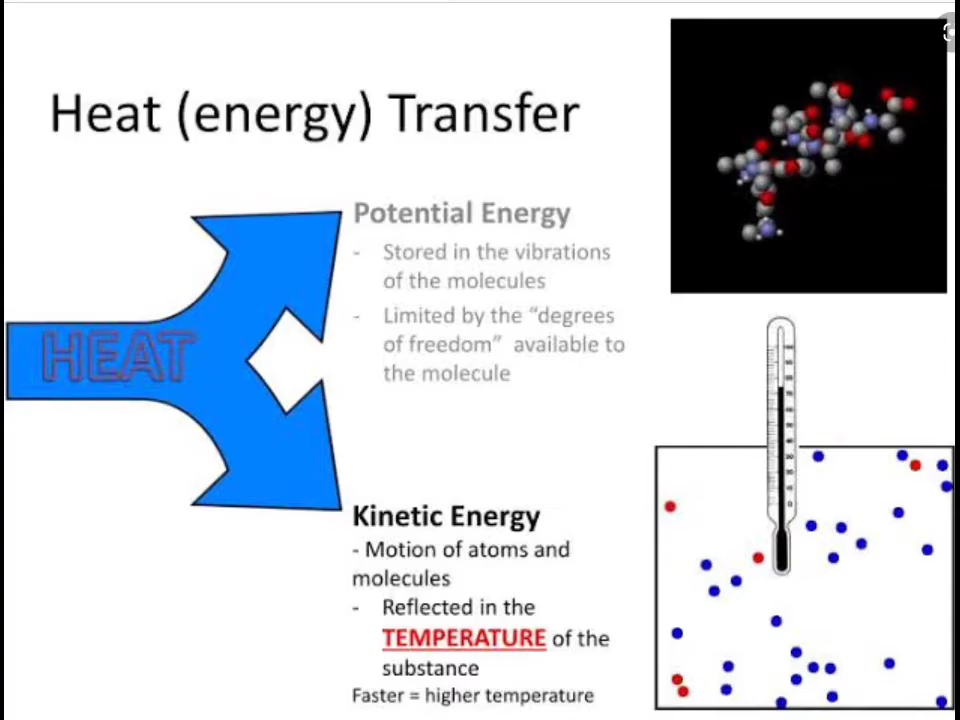 Heat (energy) Transfer
HEAT
Potential Energy
- Stored in the vibrations
of the molecules
- Limited by the “degrees
of freedom” available to
the molecule
Kinetic Energy
- Motion of atoms and
molecules
- Reflected in the
TEMPERATURE of the
substance
Faster = higher temperature